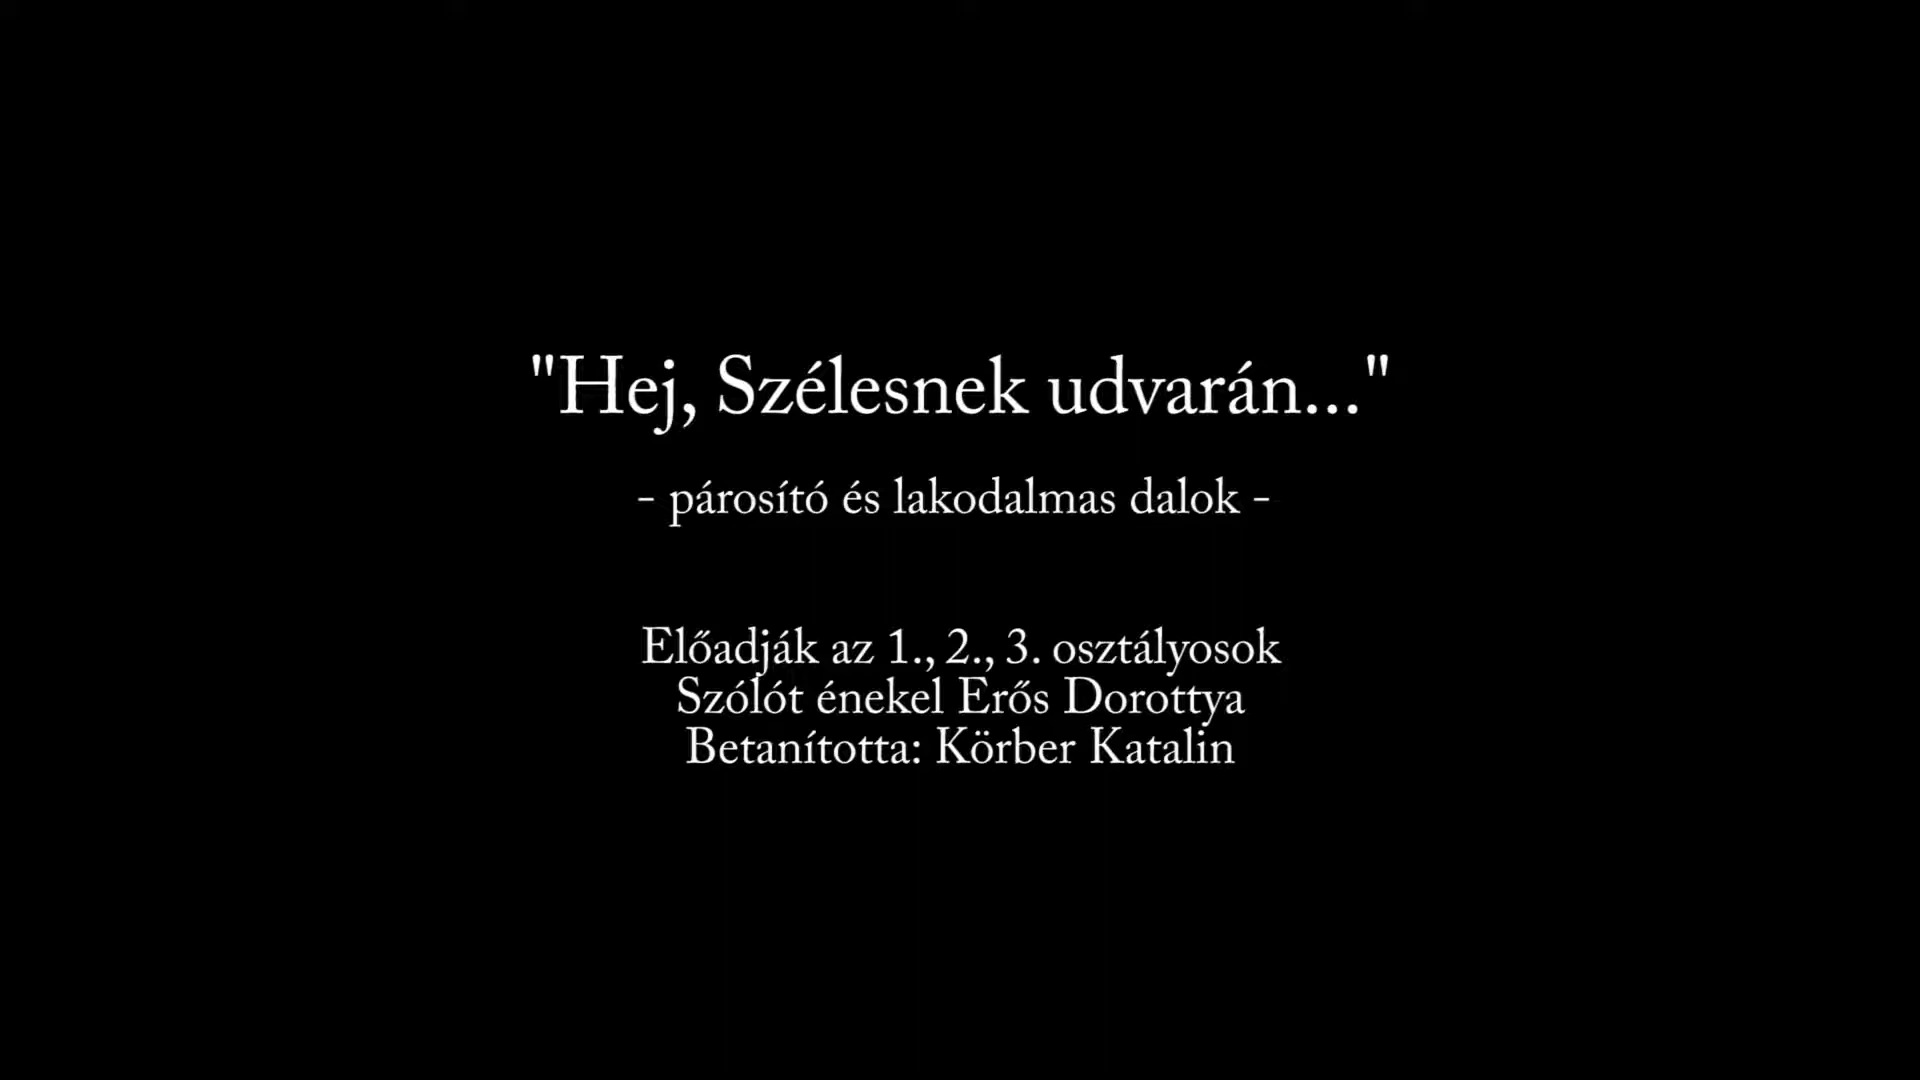 "Hej, Szélesnek udvarán..."
- párosító és lakodalmas dalok -
Előadják az 1., 2., 3. osztályosok
Szólót énekel Erős Dorottya
Betanította: Körber Katalin